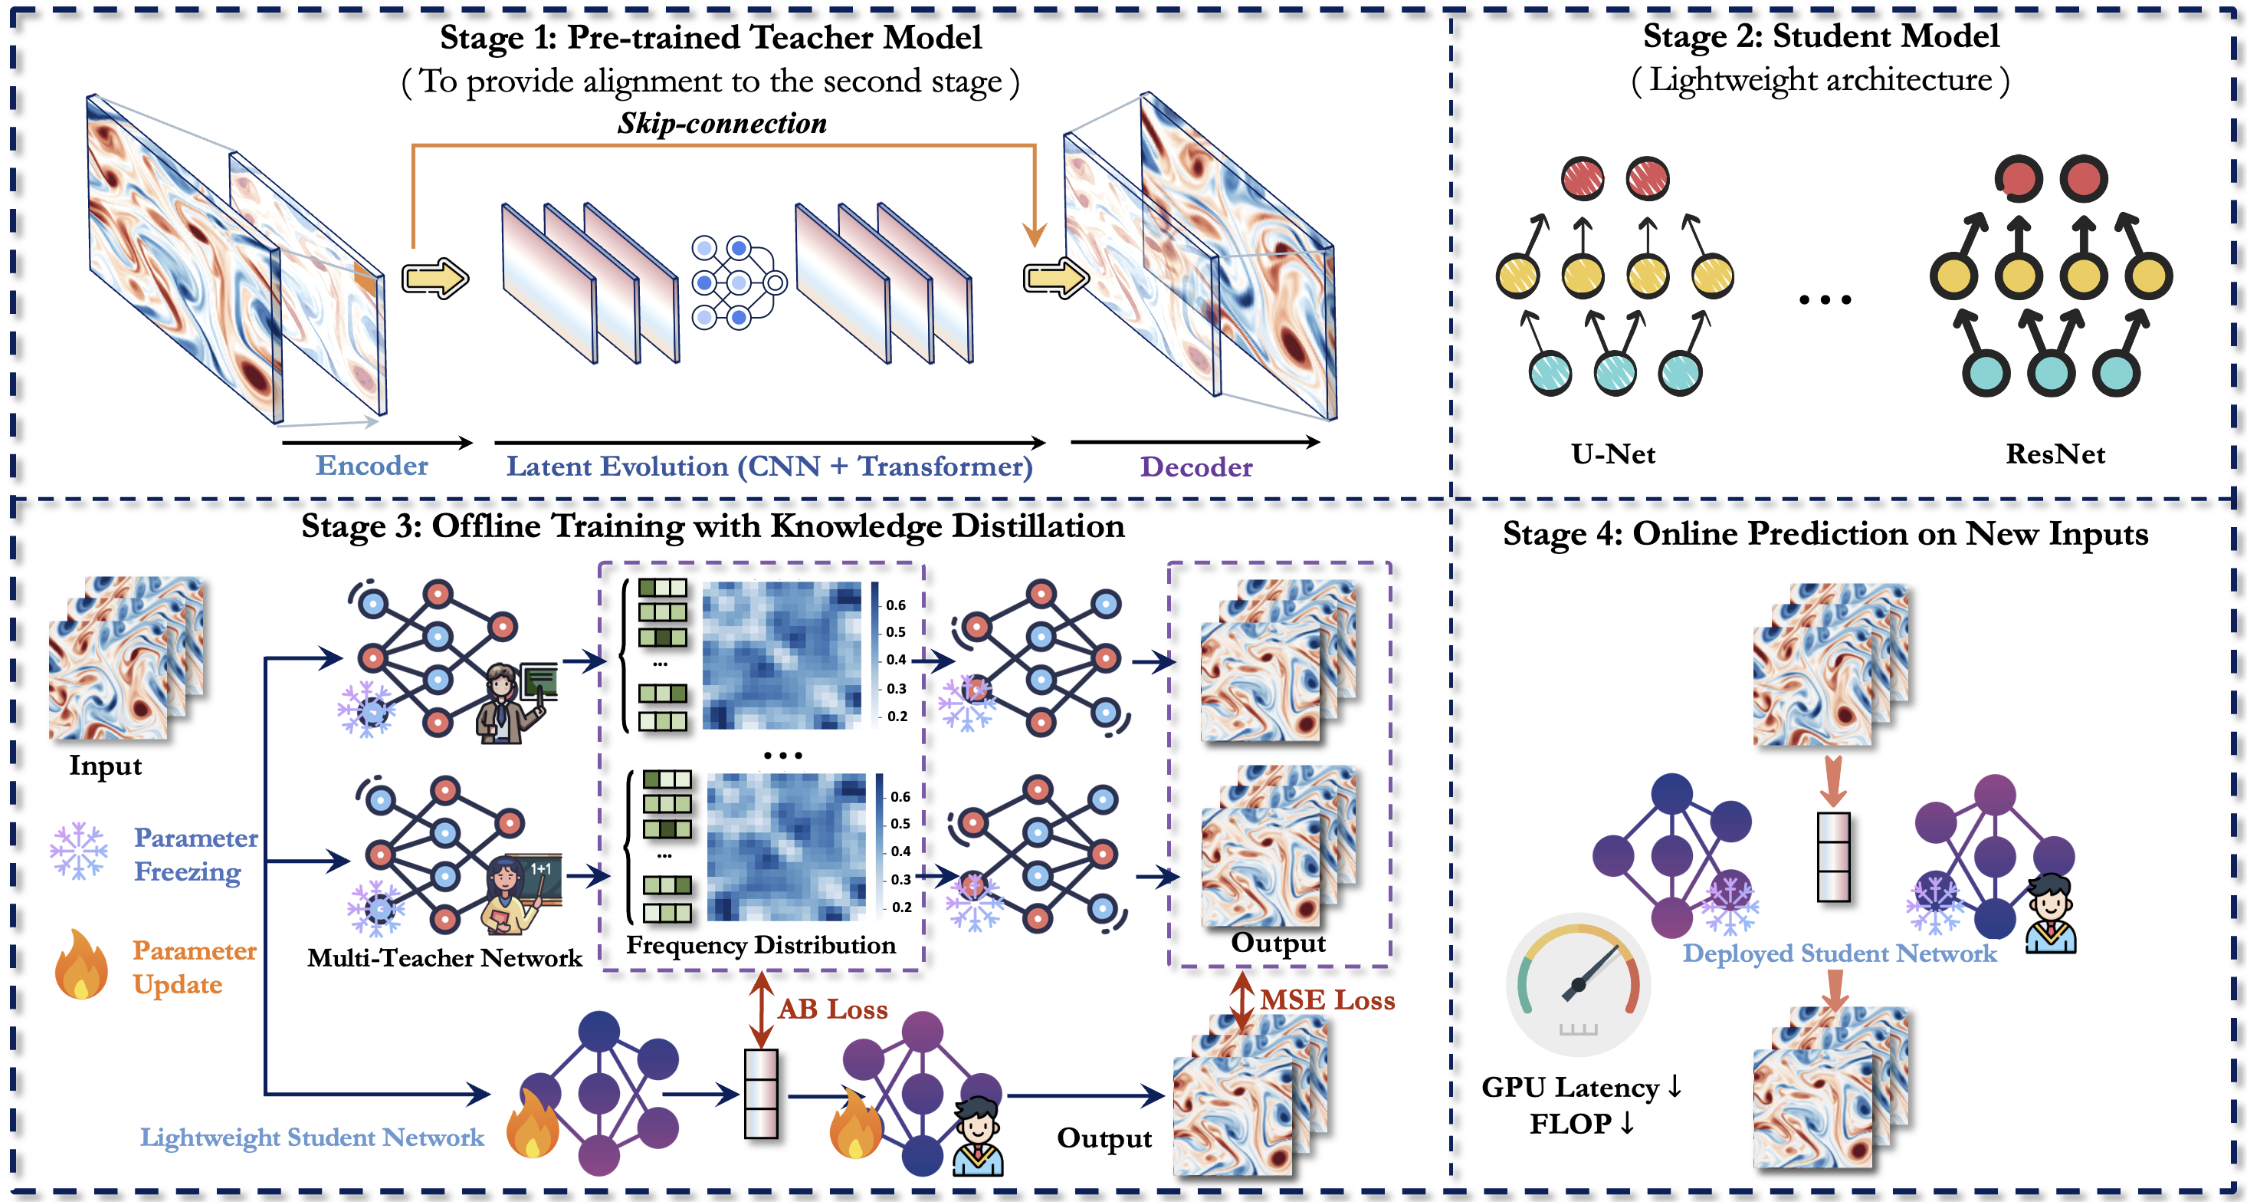 Stage 1: Pre-trained Teacher Model
( To provide alignment to the second stage )
Skip-connection
Encoder
Latent Evolution (CNN + Transformer)
Decoder
Stage 2: Student Model
( Lightweight architecture )
...
U-Net
ResNet
Stage 3: Offline Training with Knowledge Distillation
Input
Parameter
Freezing
Parameter
Update
...
0.6
0.5
0.4
0.3
0.2
...
1+1
...
0.6
0.5
0.4
0.3
0.2
Multi-Teacher Network
Frequency Distribution
Output
AB Loss
MSE Loss
Lightweight Student Network
Output
Stage 4: Online Prediction on New Inputs
Deployed Student Network
GPU Latency ↓
FLOP ↓